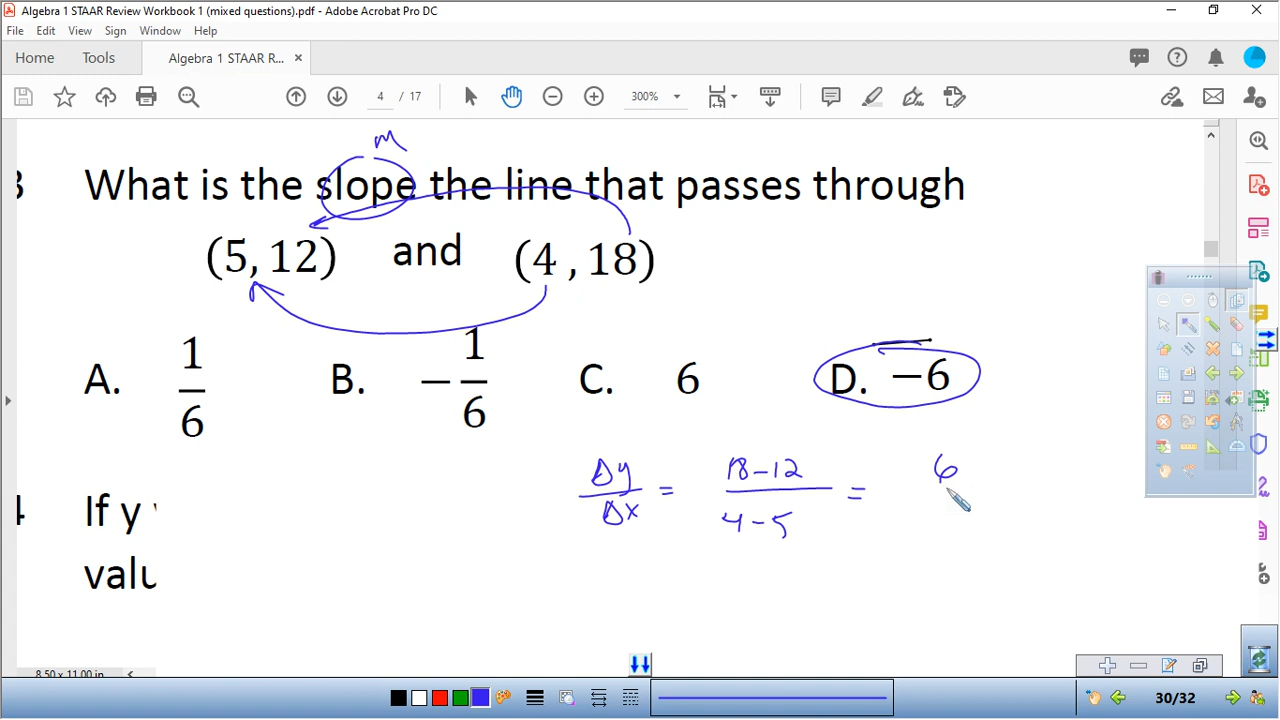 Algebra 1 STAAR Review Workbook 1 (mixed questions).pdf - Adobe Acrobat Pro DC
File Edit View Sign Window Help
Home Tools Algebra 1 STAAR R... ×
4 / 17 300%
m
3 What is the slope the line that passes through
(5, 12) and (4 , 18)
A. 1/6 B. −1/6 C. 6 D. −6
Δy/Δx = 18-12/4-5 = 6
4 If y
valu
8.50 x 11.00 in
30/32